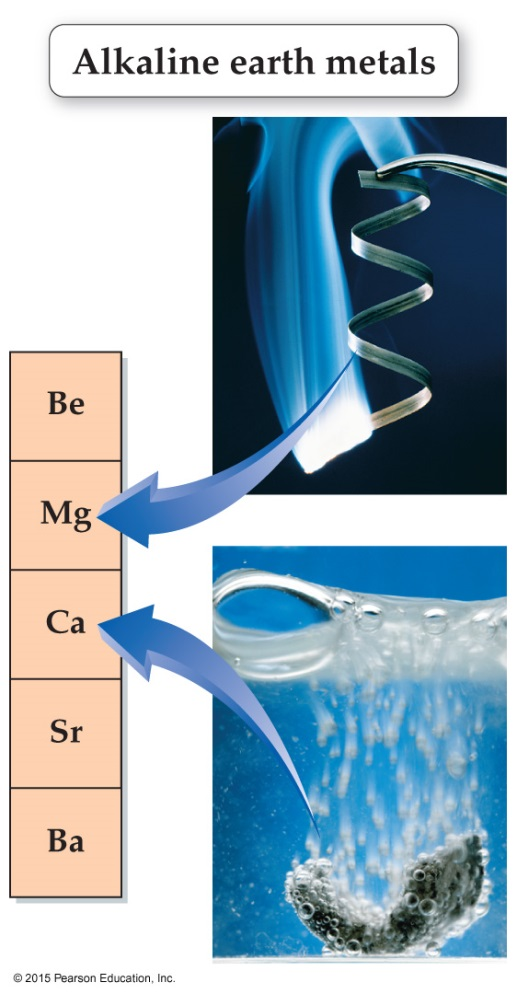 Alkaline earth metals
Be
Mg
Ca
Sr
Ba
© 2015 Pearson Education, Inc.